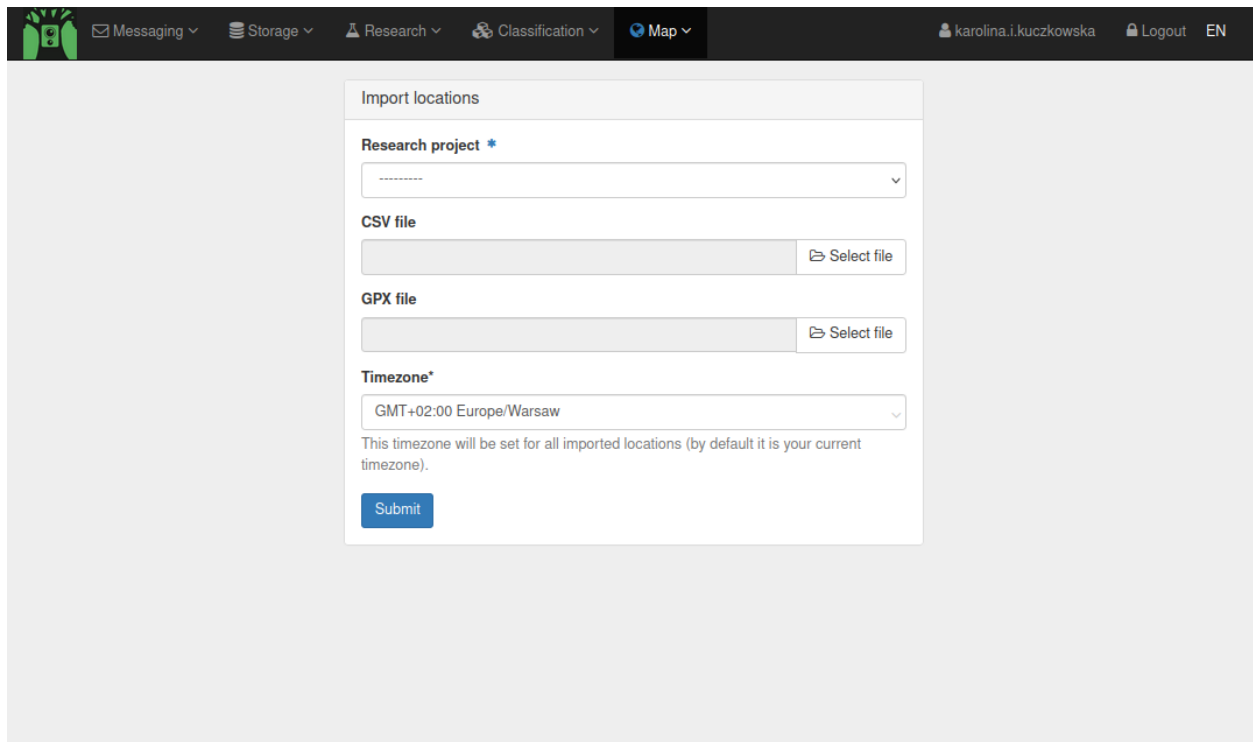 Messaging Storage Research Classification Map karolina.i.kuczkowska Logout EN
Import locations
Research project *
---------
CSV file
Select file
GPX file
Select file
Timezone*
GMT+02:00 Europe/Warsaw
This timezone will be set for all imported locations (by default it is your current
timezone).
Submit